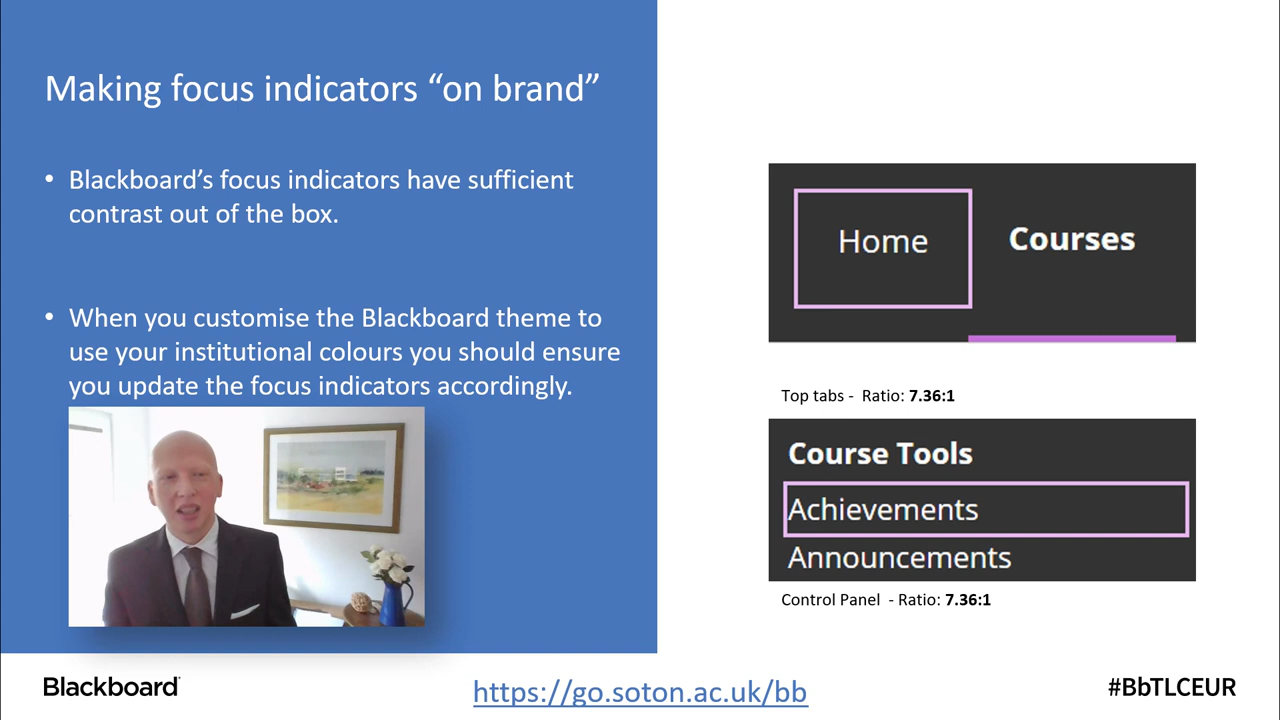 Making focus indicators “on brand”
• Blackboard’s focus indicators have sufficient
contrast out of the box.
• When you customise the Blackboard theme to
use your institutional colours you should ensure
you update the focus indicators accordingly.
Home
Courses
Top tabs - Ratio: 7.36:1
Course Tools
Achievements
Announcements
Control Panel - Ratio: 7.36:1
Blackboard
https://go.soton.ac.uk/bb
#BbTLCEUR